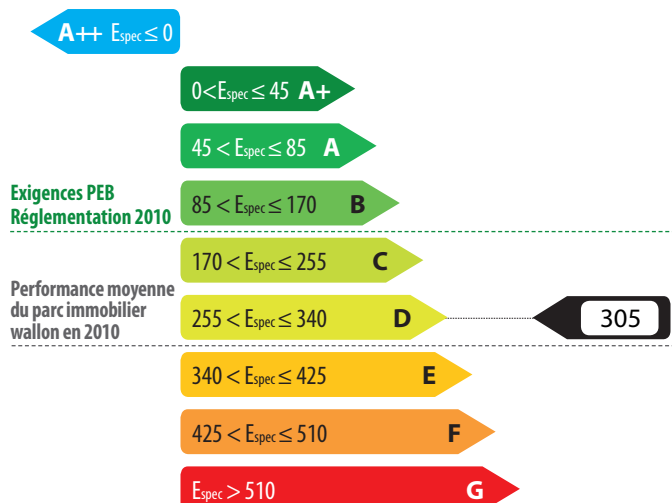 A++ Espec ≤ 0
0<Espec ≤ 45 A+
45 < Espec ≤ 85 A
Exigences PEB
Réglementation 2010
85 < Espec ≤ 170 B
170 < Espec ≤ 255 C
Performance moyenne
du parc immobilier
wallon en 2010
255 < Espec ≤ 340 D
305
340 < Espec ≤ 425 E
425 < Espec ≤ 510 F
Espec > 510 G